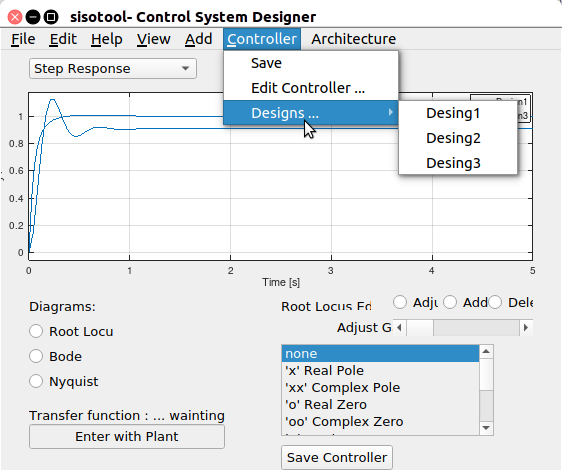 sisotool- Control System Designer
File Edit Help View Add Controller Architecture
Step Response
Save
Edit Controller ...
Designs ...
Desing1
Desing2
Desing3
1
0.8
0.6
0.4
0.2
0
0 1 2 3 4 5
Time [s]
Diagrams:
Root Locu
Bode
Nyquist
Transfer function : ... wainting
Enter with Plant
Root Locus Ed
Adju Add Dele
Adjust G
none
'x' Real Pole
'xx' Complex Pole
'o' Real Zero
'oo' Complex Zero
Save Controller